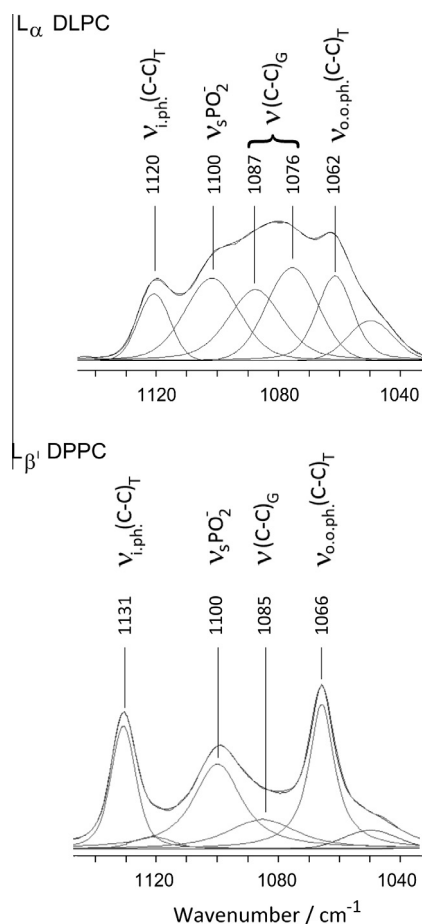 Lα DLPC
νi.ph.(C-C)T
νsPO2-
ν(C-C)G
νo.o.ph.(C-C)T
1120
1100
1087
1076
1062
1120
1080
1040
Lβ' DPPC
νi.ph.(C-C)T
νsPO2-
ν(C-C)G
νo.o.ph.(C-C)T
1131
1100
1085
1066
1120
1080
1040
Wavenumber / cm-1